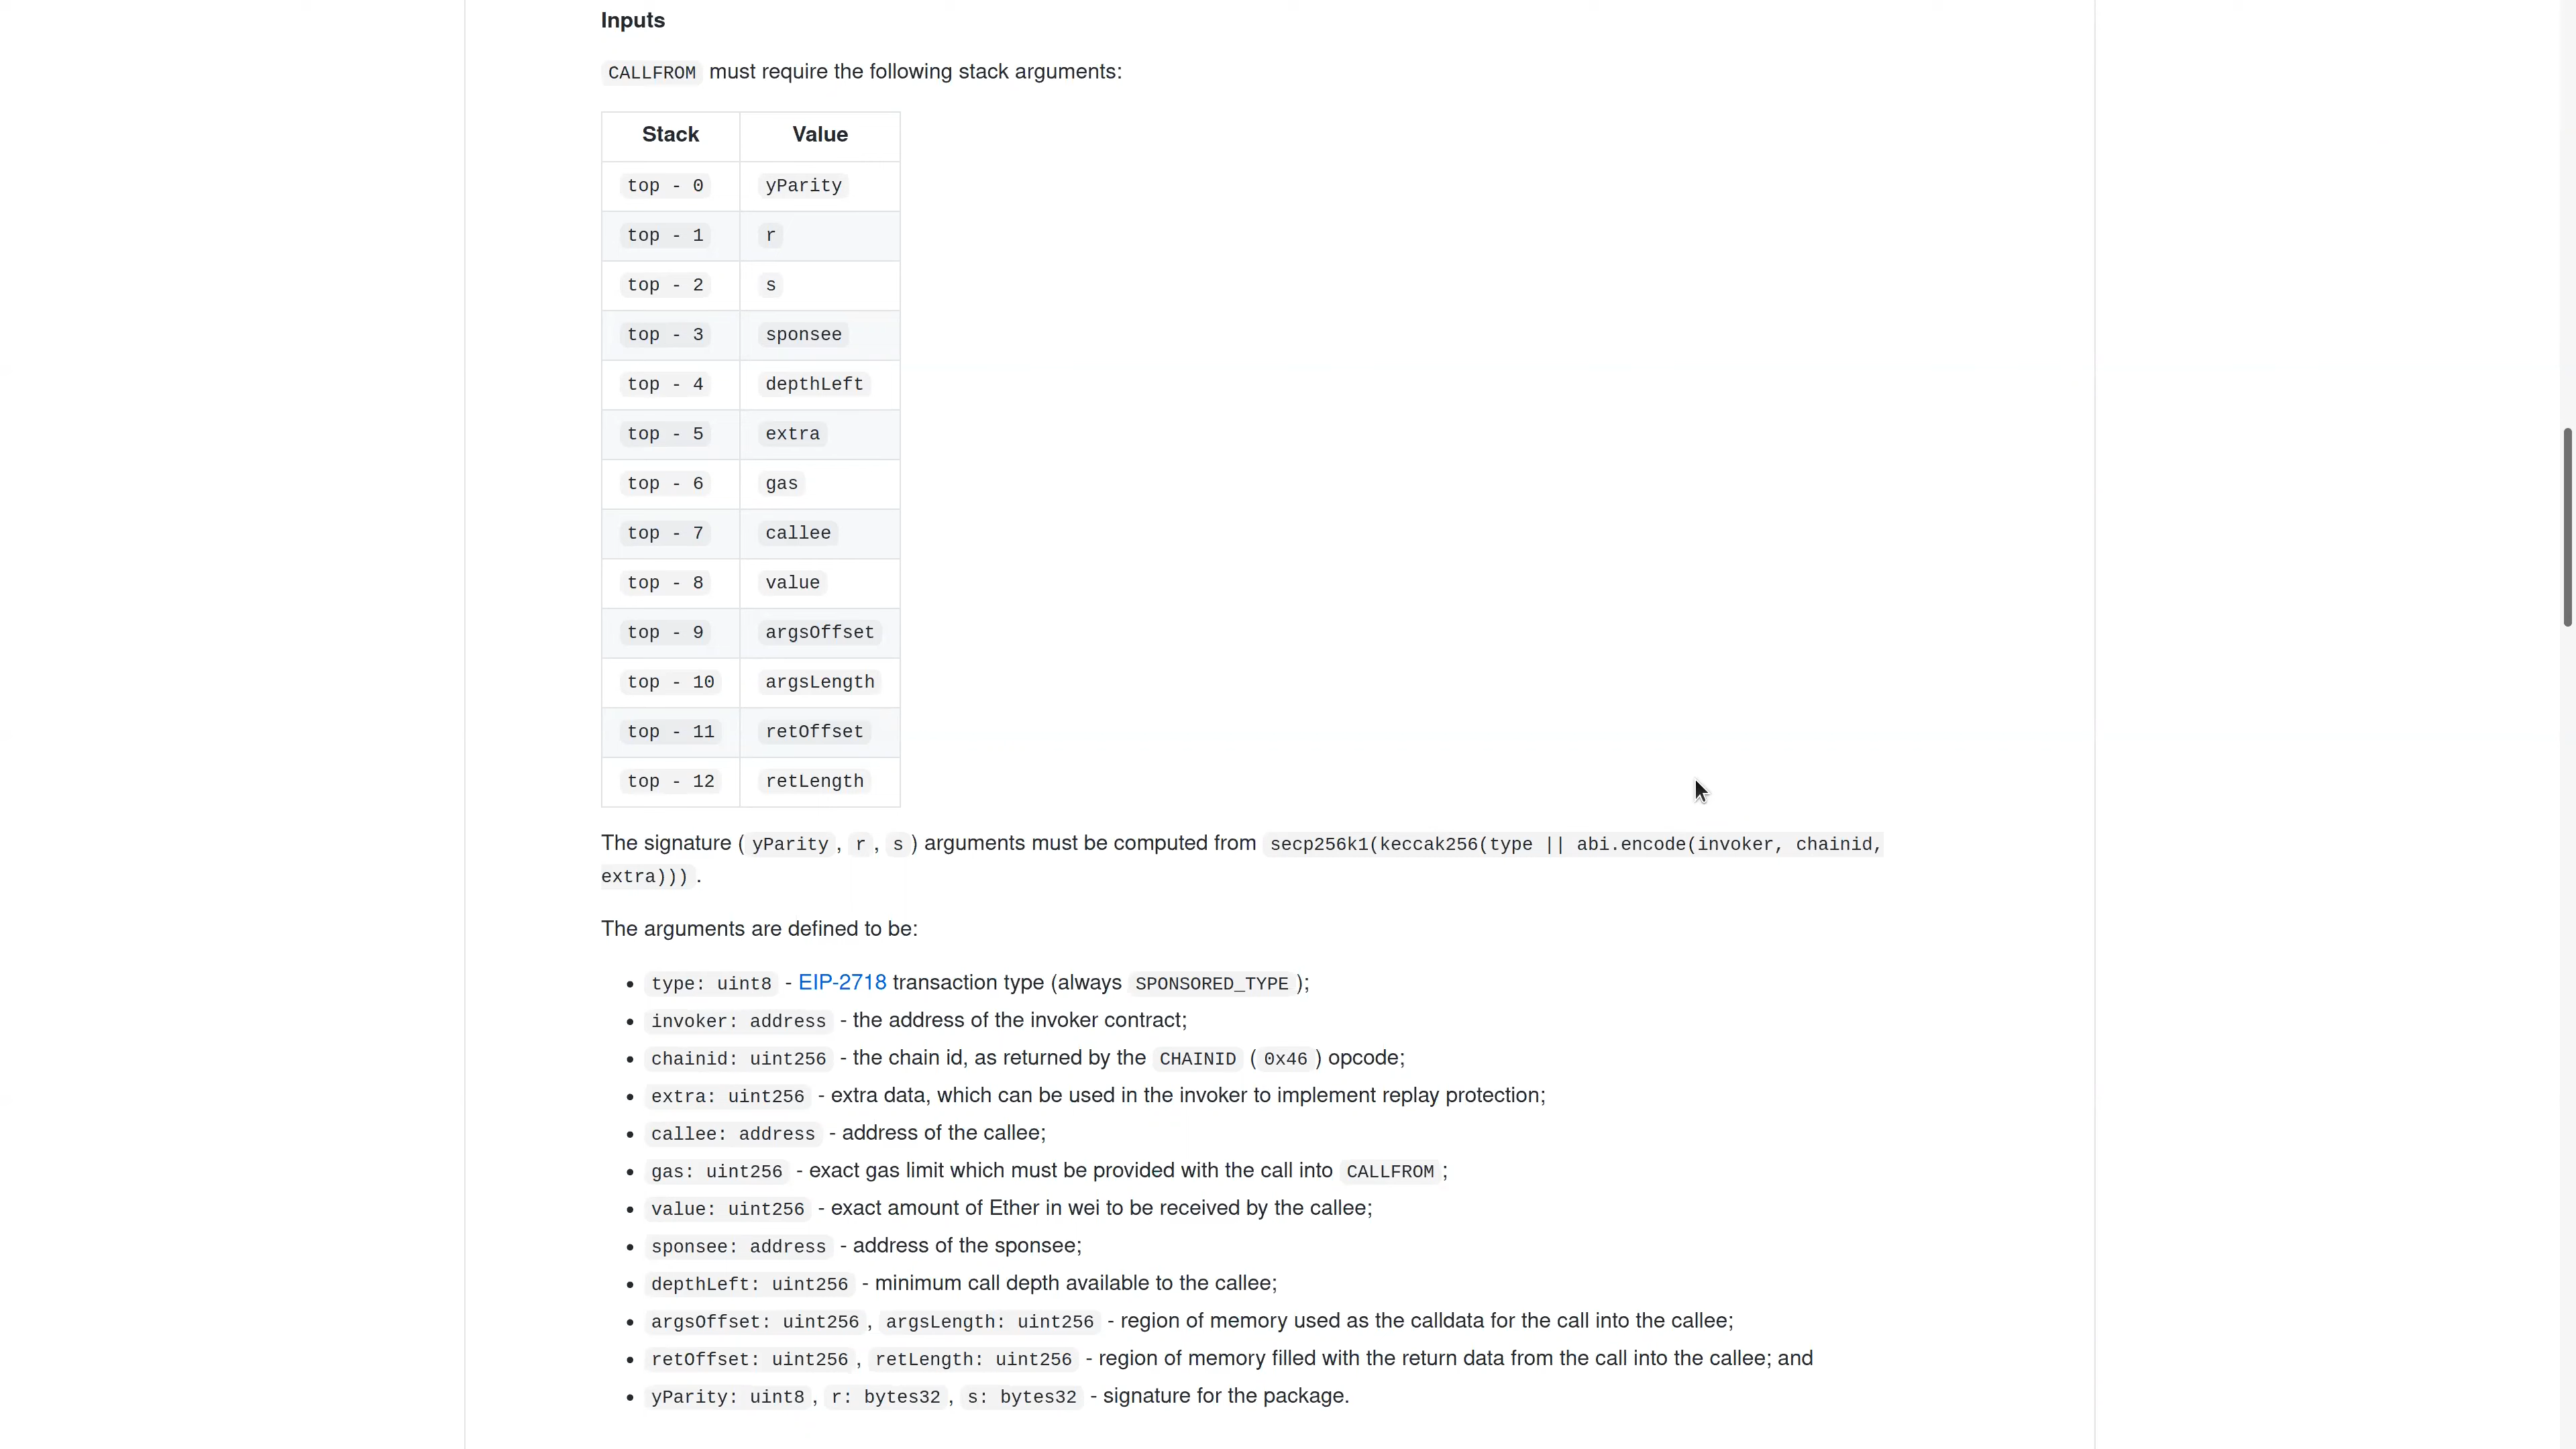 Inputs
CALLFROM must require the following stack arguments:
Stack Value
top - 0 yParity
top - 1 r
top - 2 s
top - 3 sponsee
top - 4 depthLeft
top - 5 extra
top - 6 gas
top - 7 callee
top - 8 value
top - 9 argsOffset
top - 10 argsLength
top - 11 retOffset
top - 12 retLength
The signature ( yParity , r , s ) arguments must be computed from secp256k1(keccak256(type || abi.encode(invoker, chainid,
extra))) .
The arguments are defined to be:
• type: uint8 - EIP-2718 transaction type (always SPONSORED_TYPE );
• invoker: address - the address of the invoker contract;
• chainid: uint256 - the chain id, as returned by the CHAINID ( 0x46 ) opcode;
• extra: uint256 - extra data, which can be used in the invoker to implement replay protection;
• callee: address - address of the callee;
• gas: uint256 - exact gas limit which must be provided with the call into CALLFROM ;
• value: uint256 - exact amount of Ether in wei to be received by the callee;
• sponsee: address - address of the sponsee;
• depthLeft: uint256 - minimum call depth available to the callee;
• argsOffset: uint256 , argsLength: uint256 - region of memory used as the calldata for the call into the callee;
• retOffset: uint256 , retLength: uint256 - region of memory filled with the return data from the call into the callee; and
• yParity: uint8 , r: bytes32 , s: bytes32 - signature for the package.